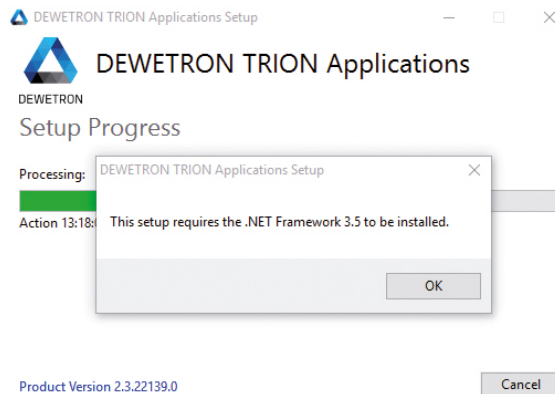 DEWETRON TRION Applications Setup
DEWETRON TRION Applications
DEWETRON
Setup Progress
Processing:
DEWETRON TRION Applications Setup
This setup requires the .NET Framework 3.5 to be installed.
Action 13:18:
OK
Product Version 2.3.22139.0
Cancel